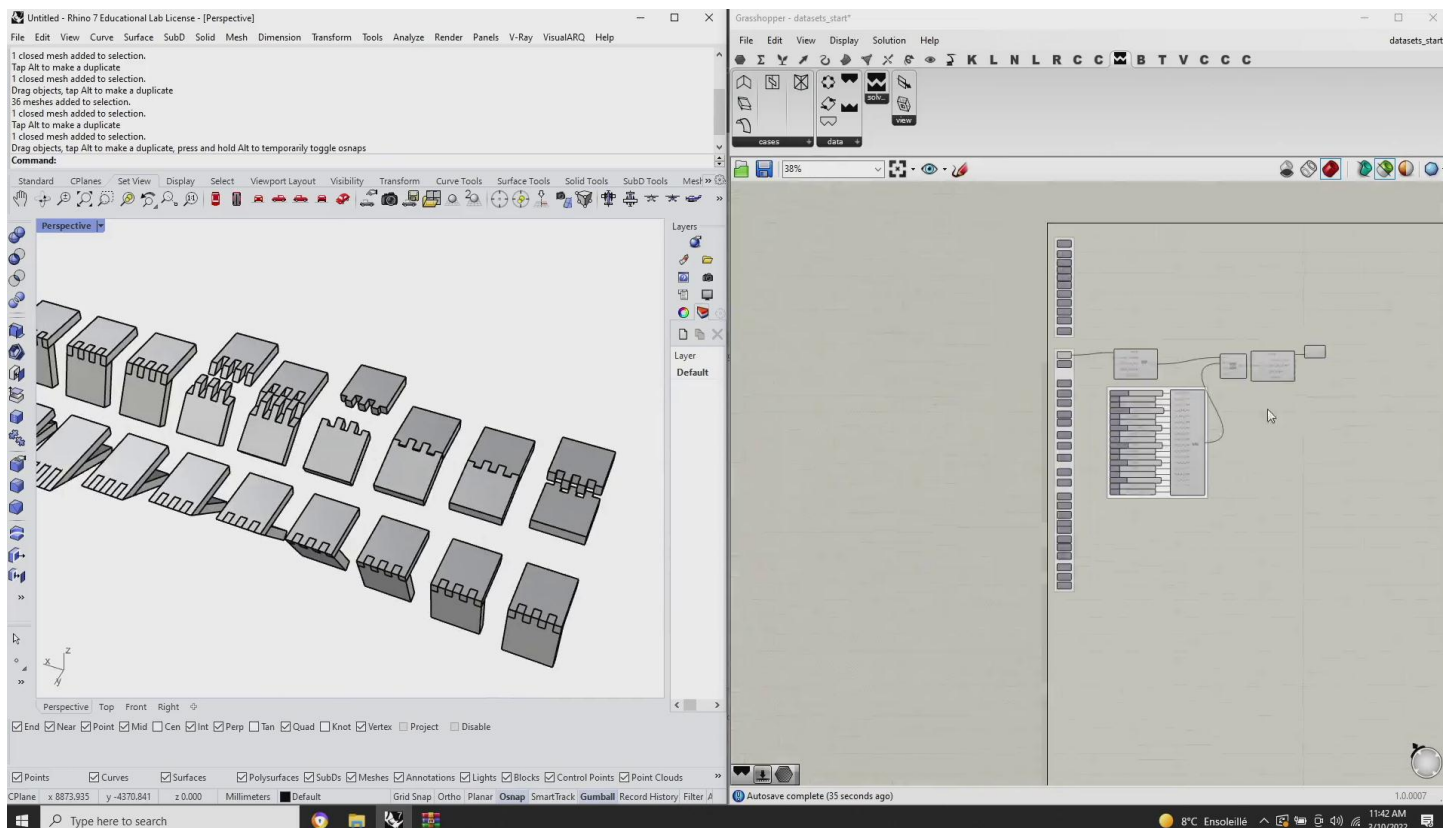 Untitled - Rhino 7 Educational Lab License - [Perspective]
File Edit View Curve Surface SubD Solid Mesh Dimension Transform Tools Analyze Render Panels V-Ray VisualARQ Help
1 closed mesh added to selection.
Tap Alt to make a duplicate
1 closed mesh added to selection.
Drag objects, tap Alt to make a duplicate
36 meshes added to selection.
1 closed mesh added to selection.
Tap Alt to make a duplicate
1 closed mesh added to selection.
Drag objects, tap Alt to make a duplicate, press and hold Alt to temporarily toggle osnaps
Command:
Standard CPlanes Set View Display Select Viewport Layout Visibility Transform Curve Tools Surface Tools Solid Tools SubD Tools Mesh »
Perspective
Layers
Layer
Default
z
x
y
Perspective Top Front Right
End Near Point Mid Cen Int Perp Tan Quad Knot Vertex Project Disable
Points Curves Surfaces Polysurfaces SubDs Meshes Annotations Lights Blocks Control Points Point Clouds »
CPlane x 8873.935 y -4370.841 z 0.000 Millimeters Default Grid Snap Ortho Planar Osnap SmartTrack Gumball Record History Filter
Grasshopper - datasets_start*
File Edit View Display Solution Help datasets_start
K L N L R C C B T V C C C
solv...
view
cases + data +
38%
Autosave complete (35 seconds ago) 1.0.0007
Type here to search
8°C Ensoleillé
11:42 AM
2/10/2022